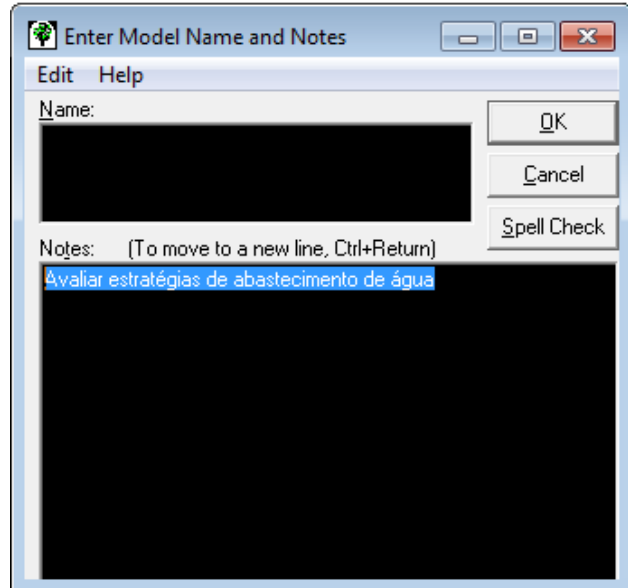 Enter Model Name and Notes
Edit Help
Name:
OK
Cancel
Spell Check
Notes: (To move to a new line, Ctrl+Return)
Avaliar estratégias de abastecimento de água